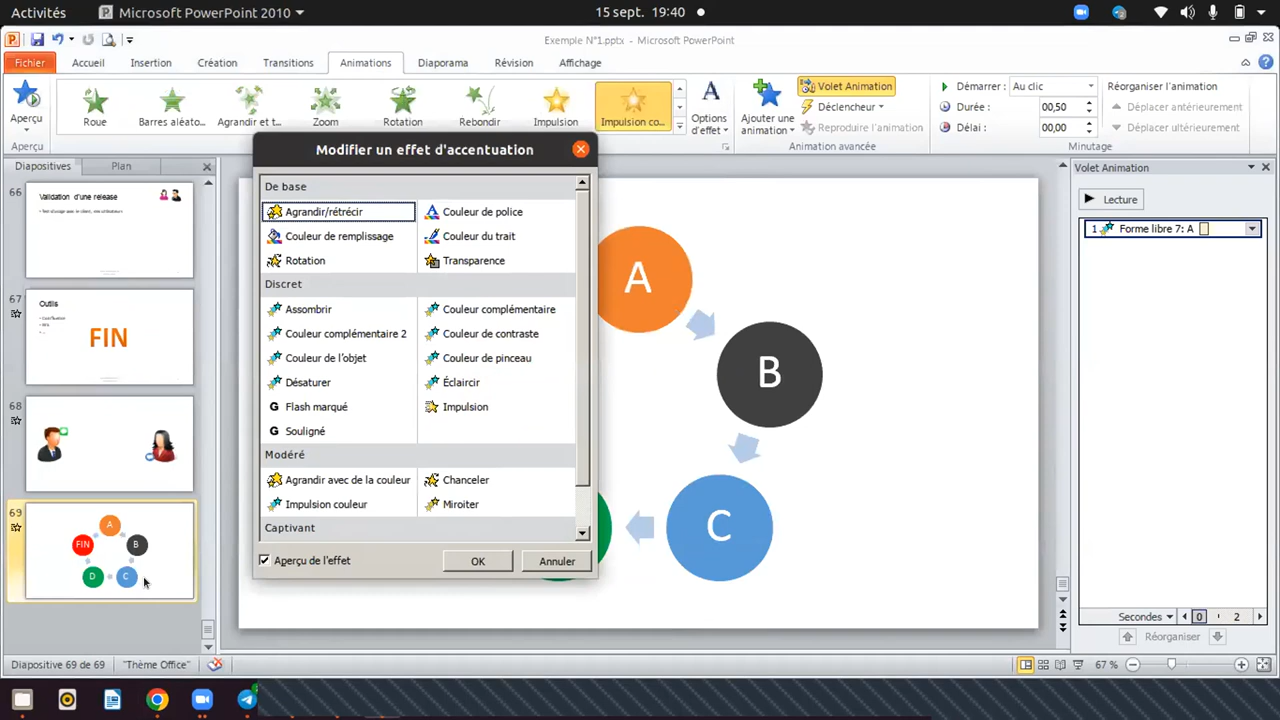 Activités
Microsoft PowerPoint 2010
15 sept. 19:40
Exemple N°1.pptx - Microsoft PowerPoint
Fichier
Accueil
Insertion
Création
Transitions
Animations
Diaporama
Révision
Affichage
Aperçu
Roue
Barres aléato...
Agrandir et t...
Zoom
Rotation
Rebondir
Impulsion
Impulsion co...
Options d'effet
Ajouter une animation
Volet Animation
Déclencheur
Reproduire l'animation
Démarrer : Au clic
Durée : 00,50
Délai : 00,00
Réorganiser l'animation
Déplacer antérieurement
Déplacer ultérieurement
Aperçu
Animation avancée
Minutage
Diapositives
Plan
66
Validation d'une release
67
Outils
FIN
68
69
A
FIN
B
D
C
Modifier un effet d'accentuation
De base
Agrandir/rétrécir
Couleur de police
Couleur de remplissage
Couleur du trait
Rotation
Transparence
Discret
Assombrir
Couleur complémentaire
Couleur complémentaire 2
Couleur de contraste
Couleur de l'objet
Couleur de pinceau
Désaturer
Éclaircir
G Flash marqué
Impulsion
G Souligné
Modéré
Agrandir avec de la couleur
Chanceler
Impulsion couleur
Miroiter
Captivant
Aperçu de l'effet
OK
Annuler
A
B
C
Volet Animation
Lecture
1 Forme libre 7: A
Secondes
0
2
Réorganiser
Diapositive 69 de 69
"Thème Office"
67 %